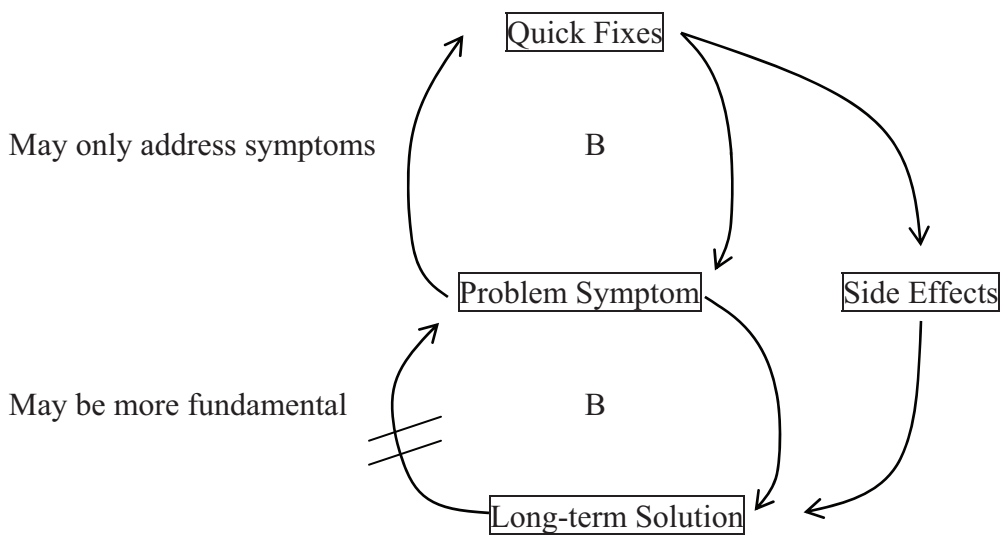 Quick Fixes
May only address symptoms
B
Problem Symptom
Side Effects
May be more fundamental
B
Long-term Solution